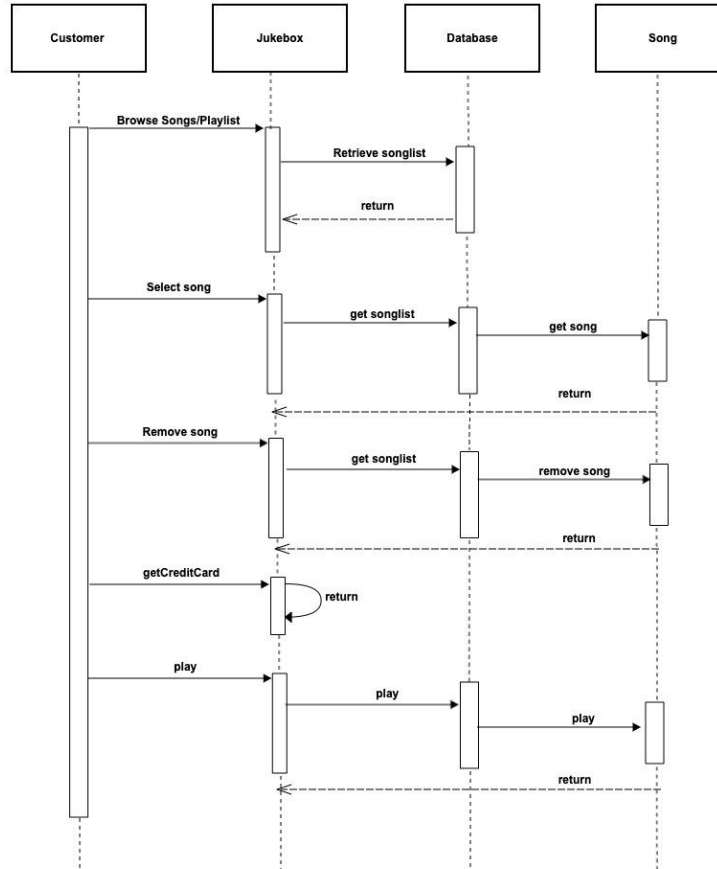 Customer
Jukebox
Database
Song
Browse Songs/Playlist
Retrieve songlist
return
Select song
get songlist
get song
return
Remove song
get songlist
remove song
return
getCreditCard
return
play
play
play
return